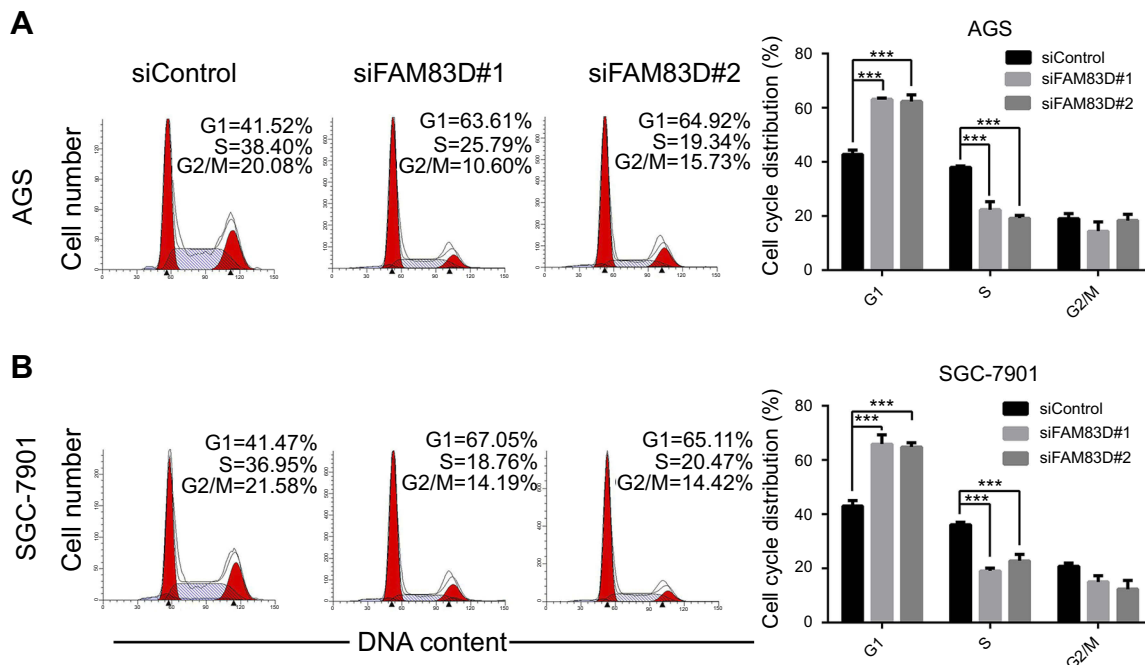 A
AGS
siControl
siFAM83D#1
siFAM83D#2
G1=41.52%
S=38.40%
G2/M=20.08%
G1=63.61%
S=25.79%
G2/M=10.60%
G1=64.92%
S=19.34%
G2/M=15.73%
Cell number
AGS
Cell cycle distribution (%)
80
60
40
20
0
***
***
***
***
siControl
siFAM83D#1
siFAM83D#2
G1
S
G2/M
B
SGC-7901
Cell number
G1=41.47%
S=36.95%
G2/M=21.58%
G1=67.05%
S=18.76%
G2/M=14.19%
G1=65.11%
S=20.47%
G2/M=14.42%
DNA content
SGC-7901
Cell cycle distribution (%)
80
60
40
20
0
***
***
***
***
siControl
siFAM83D#1
siFAM83D#2
G1
S
G2/M